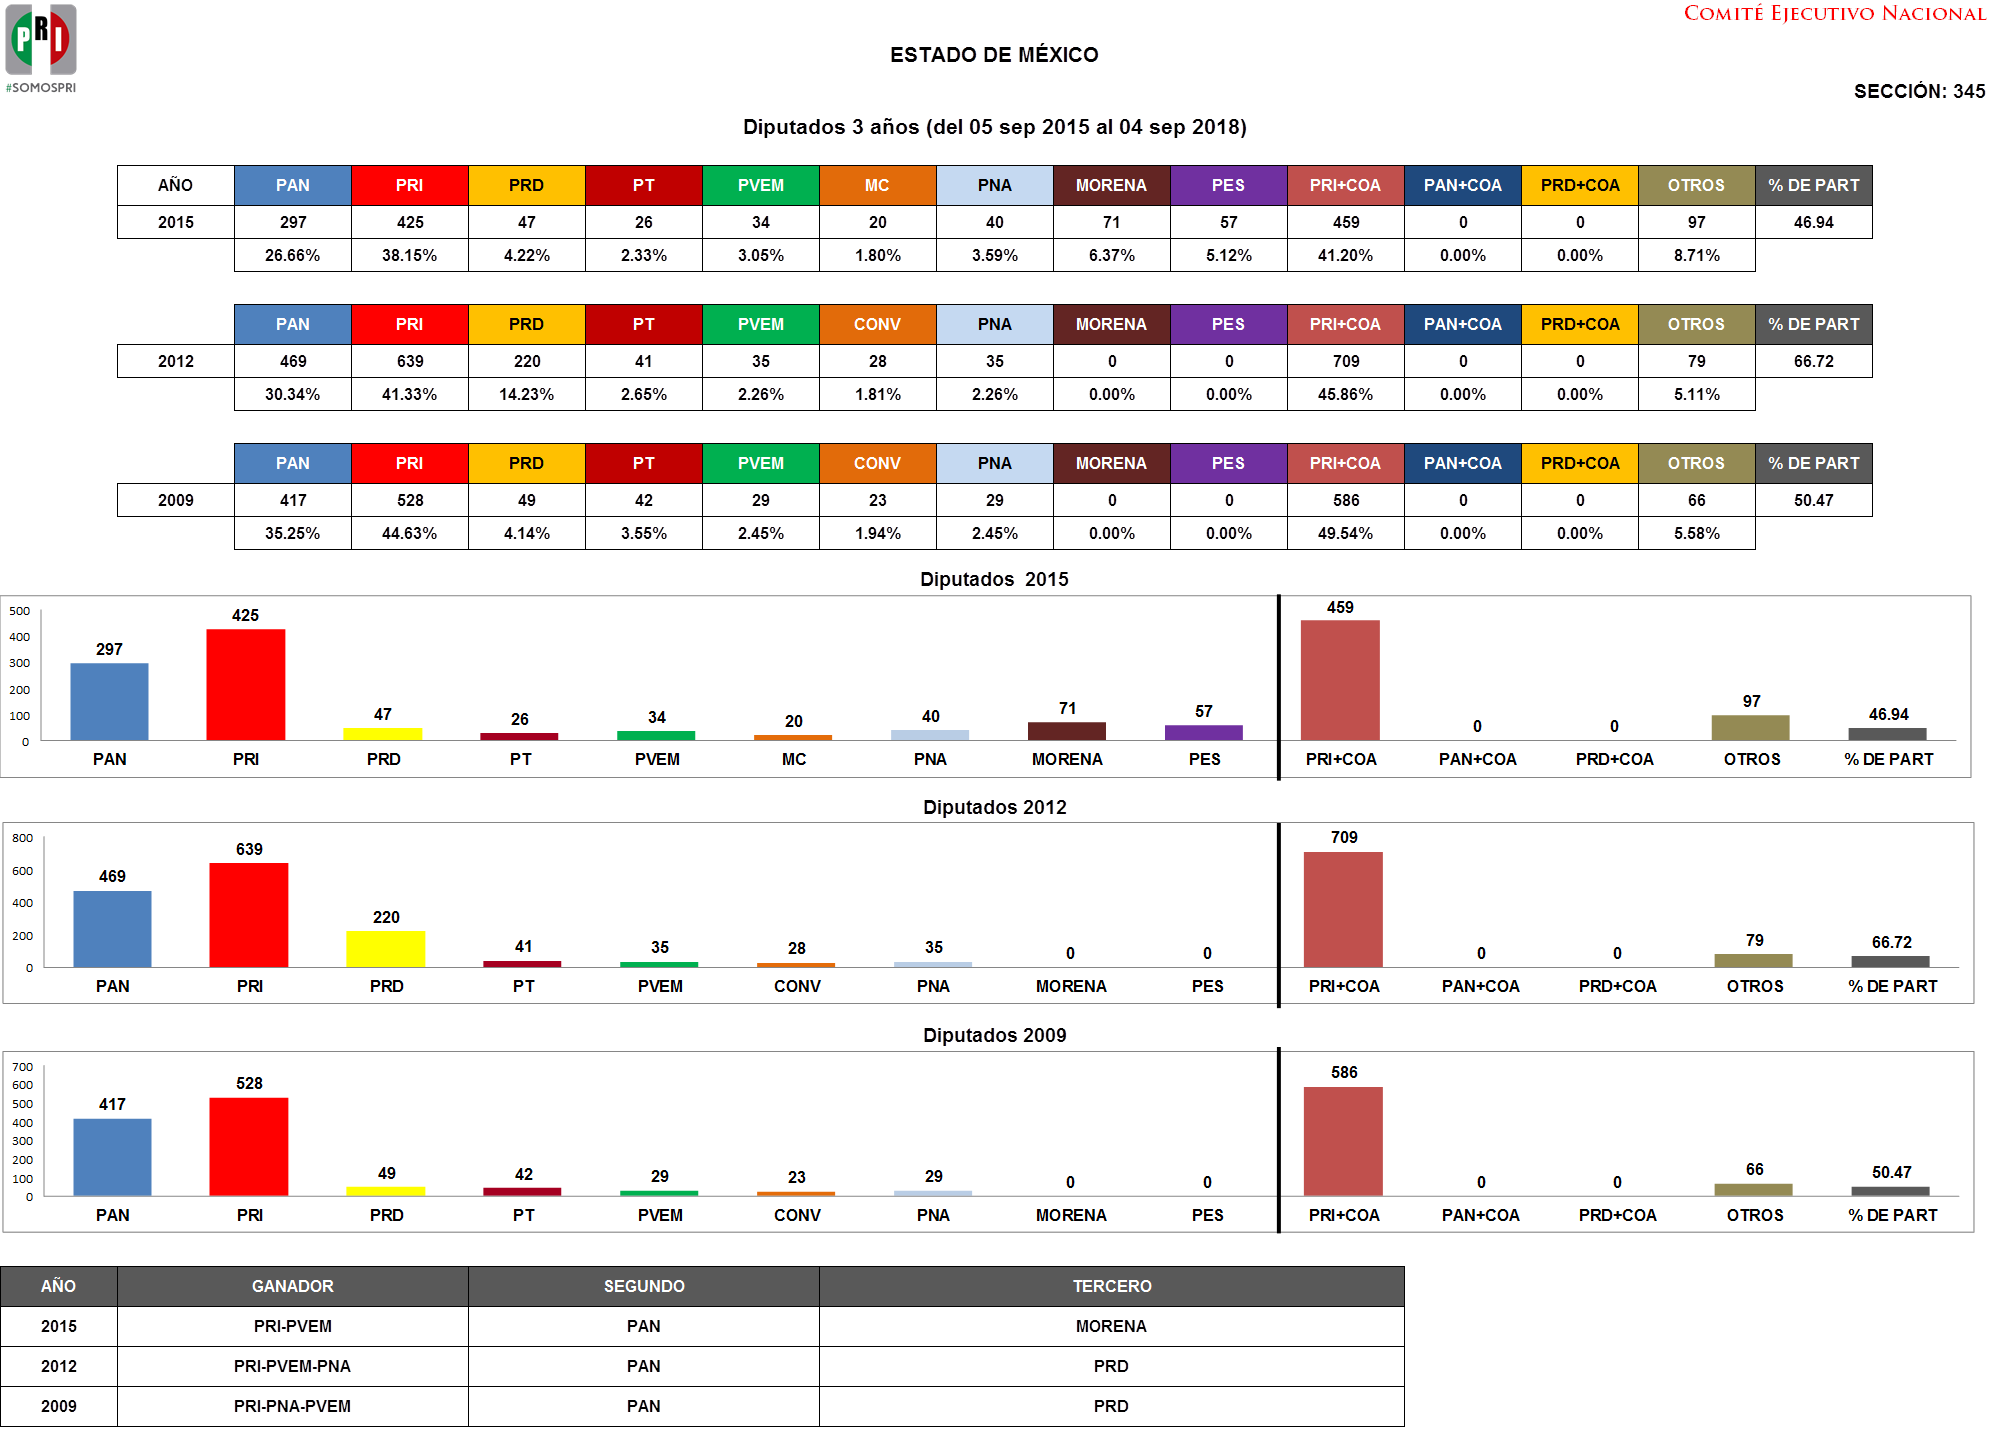 COMITÉ EJECUTIVO NACIONAL
PRI
#SOMOSPRI
ESTADO DE MÉXICO
SECCIÓN: 345
Diputados 3 años (del 05 sep 2015 al 04 sep 2018)
AÑO PAN PRI PRD PT PVEM MC PNA MORENA PES PRI+COA PAN+COA PRD+COA OTROS % DE PART
2015 297 425 47 26 34 20 40 71 57 459 0 0 97 46.94
26.66% 38.15% 4.22% 2.33% 3.05% 1.80% 3.59% 6.37% 5.12% 41.20% 0.00% 0.00% 8.71%
PAN PRI PRD PT PVEM CONV PNA MORENA PES PRI+COA PAN+COA PRD+COA OTROS % DE PART
2012 469 639 220 41 35 28 35 0 0 709 0 0 79 66.72
30.34% 41.33% 14.23% 2.65% 2.26% 1.81% 2.26% 0.00% 0.00% 45.86% 0.00% 0.00% 5.11%
PAN PRI PRD PT PVEM CONV PNA MORENA PES PRI+COA PAN+COA PRD+COA OTROS % DE PART
2009 417 528 49 42 29 23 29 0 0 586 0 0 66 50.47
35.25% 44.63% 4.14% 3.55% 2.45% 1.94% 2.45% 0.00% 0.00% 49.54% 0.00% 0.00% 5.58%
Diputados 2015
500
400
300
200
100
0
297 425 47 26 34 20 40 71 57 459 0 0 97 46.94
PAN PRI PRD PT PVEM MC PNA MORENA PES PRI+COA PAN+COA PRD+COA OTROS % DE PART
Diputados 2012
800
600
400
200
0
469 639 220 41 35 28 35 0 0 709 0 0 79 66.72
PAN PRI PRD PT PVEM CONV PNA MORENA PES PRI+COA PAN+COA PRD+COA OTROS % DE PART
Diputados 2009
700
600
500
400
300
200
100
0
417 528 49 42 29 23 29 0 0 586 0 0 66 50.47
PAN PRI PRD PT PVEM CONV PNA MORENA PES PRI+COA PAN+COA PRD+COA OTROS % DE PART
AÑO GANADOR SEGUNDO TERCERO
2015 PRI-PVEM PAN MORENA
2012 PRI-PVEM-PNA PAN PRD
2009 PRI-PNA-PVEM PAN PRD